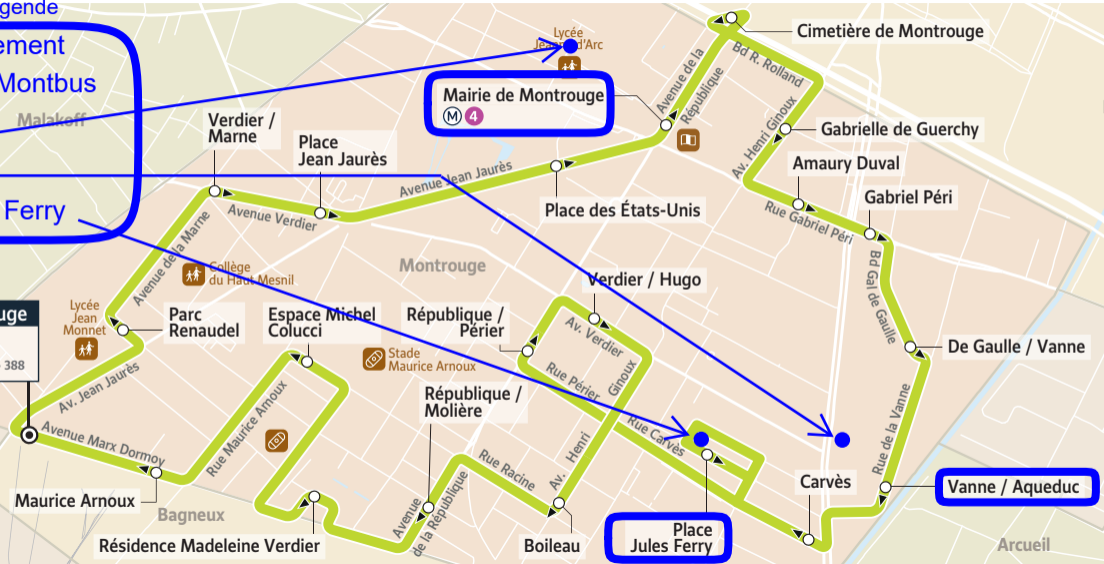 gende
ement
Montbus
Ferry
Malakoff
Lycée
Jeanne d'Arc
Mairie de Montrouge
M 4
Avenue de la
République
Cimetière de Montrouge
Bd R. Rolland
Av. Henri Ginoux
Gabrielle de Guerchy
Amaury Duval
Gabriel Péri
Rue Gabriel Péri
Verdier /
Marne
Place
Jean Jaurès
Avenue Jean Jaurès
Avenue Verdier
Place des États-Unis
Avenue de la Marne
Collège
du Haut Mesnil
Montrouge
Bd Gal de Gaulle
Verdier / Hugo
Lycée
Jean
Monnet
Parc
Renaudel
Espace Michel
Colucci
République /
Périer
Av. Verdier
De Gaulle / Vanne
uge
388
Stade
Maurice Arnoux
Av. Jean Jaurès
Rue Périer
Ginoux
République /
Molière
Rue Maurice Arnoux
Rue Carvès
Rue de la Vanne
Avenue Marx Dormoy
Rue Racine
Av. Henri
Carvès
Vanne / Aqueduc
Maurice Arnoux
Bagneux
Avenue
de la République
Résidence Madeleine Verdier
Boileau
Place
Jules Ferry
Arcueil